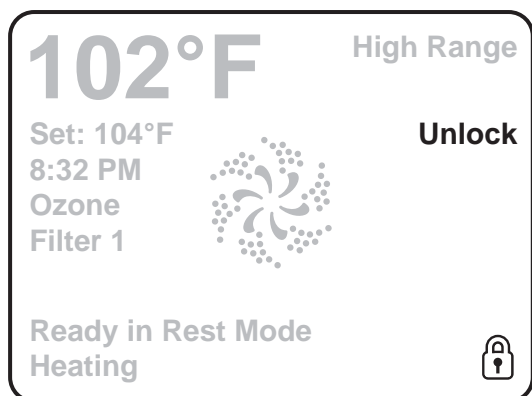 102°F
High Range
Set: 104°F
Unlock
8:32 PM
Ozone
Filter 1
Ready in Rest Mode
Heating